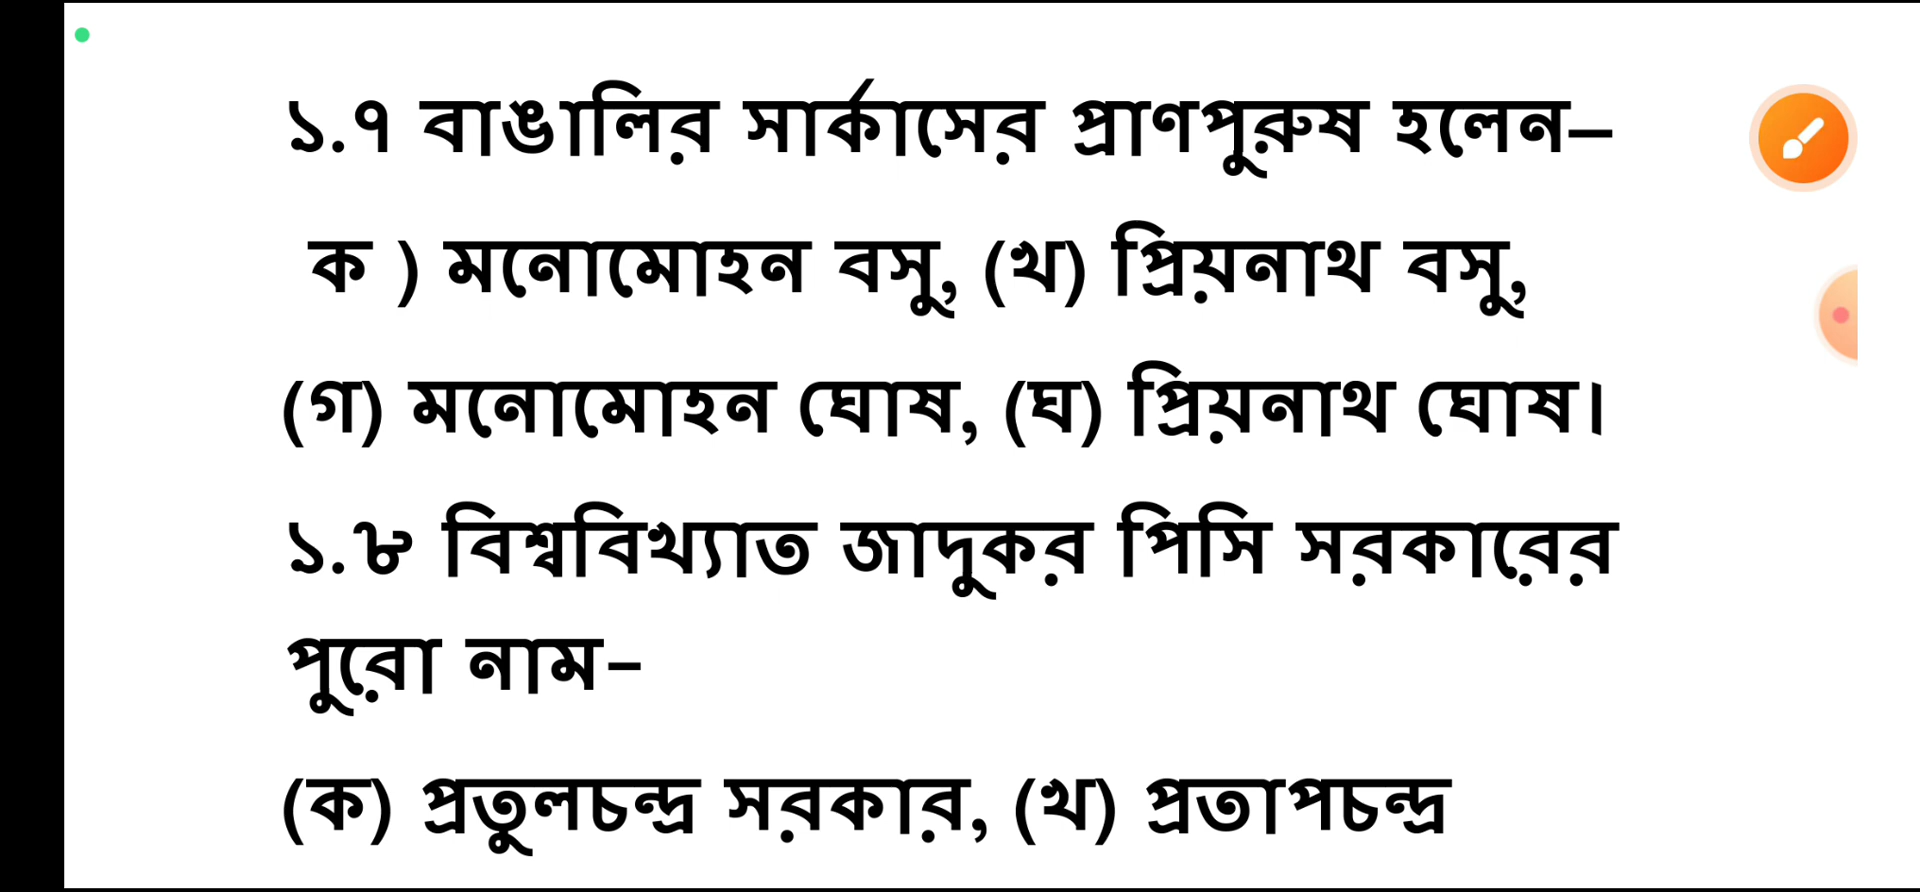 ১.৭ বাঙালির সার্কাসের প্রাণপুরুষ হলেন–
ক ) মনোমোহন বসু, (খ) প্রিয়নাথ বসু,
(গ) মনোমোহন ঘোষ, (ঘ) প্রিয়নাথ ঘোষ।
১.৮ বিশ্ববিখ্যাত জাদুকর পিসি সরকারের
পুরো নাম–
(ক) প্রতুলচন্দ্র সরকার, (খ) প্রতাপচন্দ্র